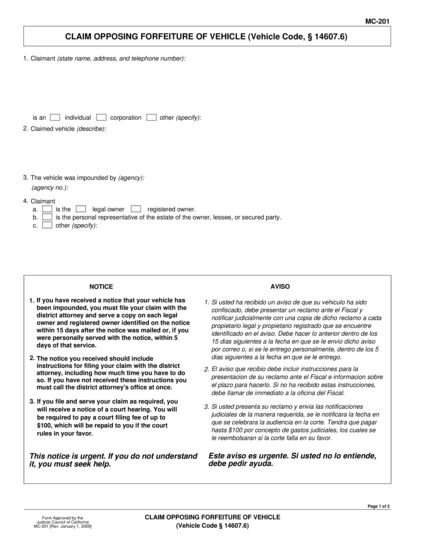 MC-201
CLAIM OPPOSING FORFEITURE OF VEHICLE (Vehicle Code, § 14607.6)
1. Claimant (state name, address, and telephone number):
is an individual corporation other (specify):
2. Claimed vehicle (describe):
3. The vehicle was impounded by (agency):
(agency no.):
4. Claimant
a. is the legal owner registered owner.
b. is the personal representative of the estate of the owner, lessee, or secured party.
c. other (specify):
NOTICE
1. If you have received a notice that your vehicle has
been impounded, you must file your claim with the
district attorney and serve a copy on each legal
owner and registered owner identified on the notice
within 15 days after the notice was mailed or, if you
were personally served with the notice, within 5
days of that service.
2. The notice you received should include
instructions for filing your claim with the district
attorney, including how much time you have to do
so. If you have not received these instructions you
must call the district attorney's office at once.
3. If you file and serve your claim as required, you
will receive a notice of a court hearing. You will
be required to pay a court filing fee of up to
$100, which will be repaid to you if the court
rules in your favor.
This notice is urgent. If you do not understand
it, you must seek help.
AVISO
1. Si usted ha recibido un aviso de que su vehículo ha sido
confiscado, debe presentar un reclamo ante el Fiscal y
notificar judicialmente con una copia de dicho reclamo a cada
propietario legal y propietario registrado que se encuentre
identificado en el aviso. Debe hacer lo anterior dentro de los
15 dias siguientes a la fecha en que se le envio dicho aviso
por correo o, si se le entrego personalmente, dentro de los 5
dias siguientes a la fecha en que se le entrego.
2. El aviso que recibio debe incluir instrucciones para la
presentacion de su reclamo ante el Fiscal e informacion sobre
el plazo para hacerlo. Si no ha recibido estas instrucciones,
debe llamar de immediato a la oficina del Fiscal.
3. Si usted presenta su reclamo y envia las notificaciones
judiciales de la manera requerida, se le notificara la fecha en
que se celebrara la audiencia en la corte. Tendra que pagar
hasta $100 por concepto de gastos judiciales, los cuales se
le reembolsaran si la corte falla en su favor.
Este aviso es urgente. Si usted no lo entiende,
debe pedir ayuda.
Page 1 of 2
Form Approved by the
Judicial Council of California
MC-201 [Rev. January 1, 2009]
CLAIM OPPOSING FORFEITURE OF VEHICLE
(Vehicle Code § 14607.6)